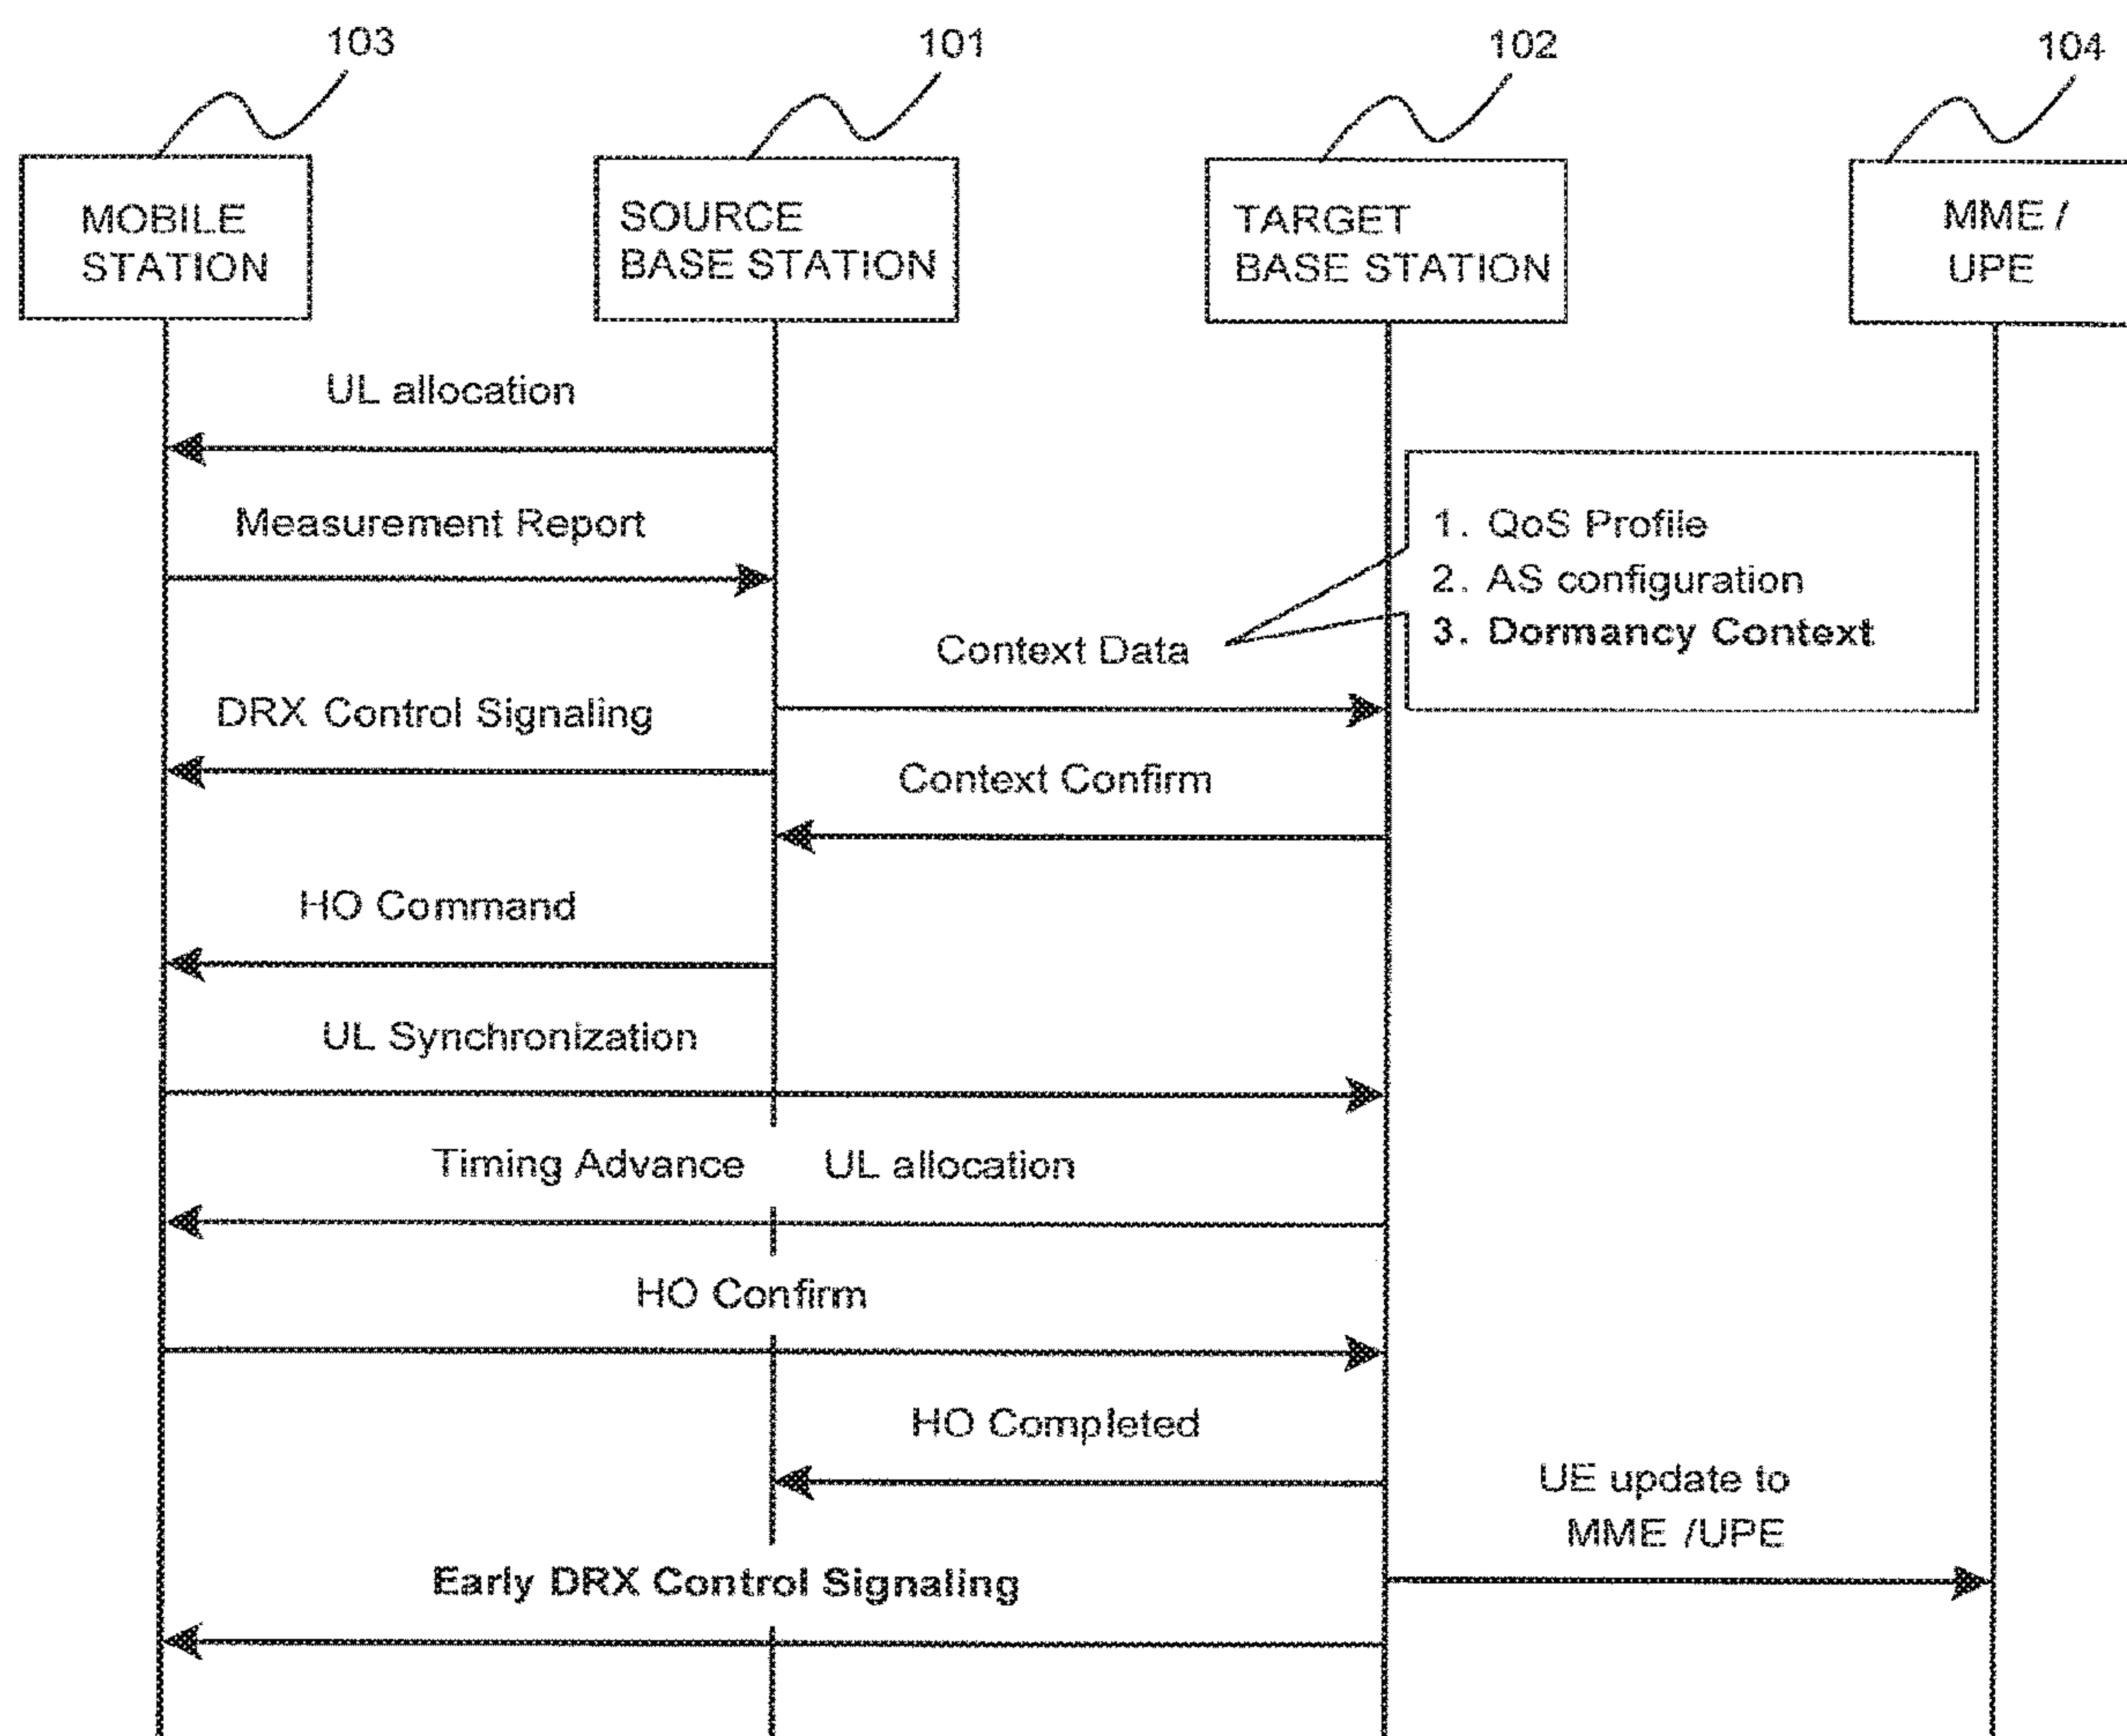 103
101
102
104
MOBILE
STATION
SOURCE
BASE STATION
TARGET
BASE STATION
MME /
UPE
UL allocation
Measurement Report
1. QoS Profile
2. AS configuration
3. Dormancy Context
Context Data
DRX Control Signaling
Context Confirm
HO Command
UL Synchronization
Timing Advance UL allocation
HO Confirm
HO Completed
UE update to
MME /UPE
Early DRX Control Signaling